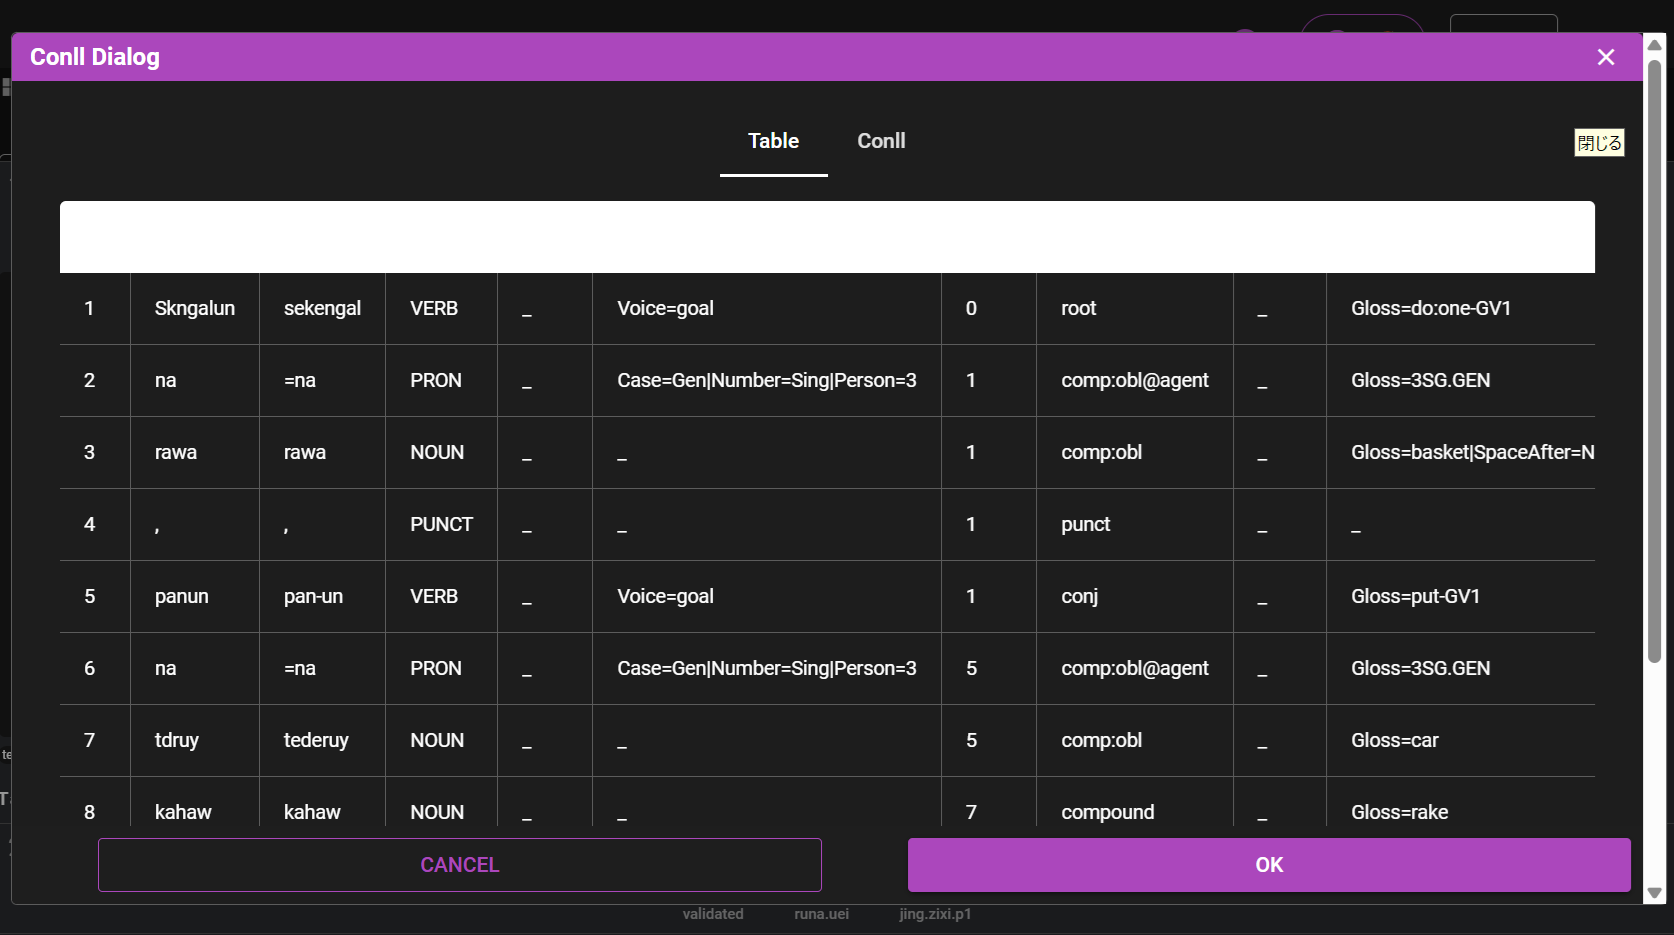 Conll Dialog
Table Conll
閉じる
1 Skngalun sekengal VERB _ Voice=goal 0 root _ Gloss=do:one-GV1
2 na =na PRON _ Case=Gen|Number=Sing|Person=3 1 comp:obl@agent _ Gloss=3SG.GEN
3 rawa rawa NOUN _ _ 1 comp:obl _ Gloss=basket|SpaceAfter=N
4 , , PUNCT _ _ 1 punct _ _
5 panun pan-un VERB _ Voice=goal 1 conj _ Gloss=put-GV1
6 na =na PRON _ Case=Gen|Number=Sing|Person=3 5 comp:obl@agent _ Gloss=3SG.GEN
7 tdruy tederuy NOUN _ _ 5 comp:obl _ Gloss=car
8 kahaw kahaw NOUN _ _ 7 compound _ Gloss=rake
CANCEL OK
validated runa.uei jing.zixi.p1